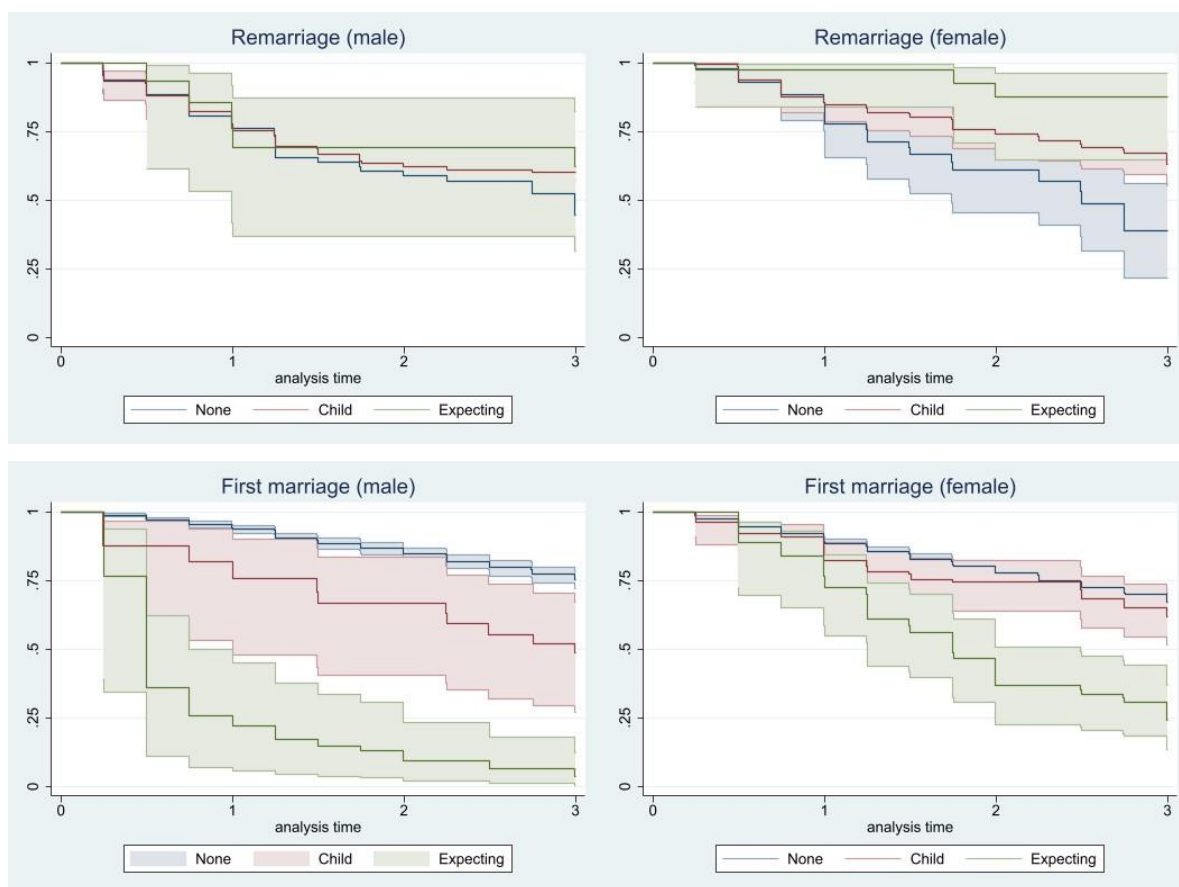 Remarriage (male)
1
.75
.5
.25
0
0 1 2 3
analysis time
None Child Expecting
Remarriage (female)
1
.75
.5
.25
0
0 1 2 3
analysis time
None Child Expecting
First marriage (male)
1
.75
.5
.25
0
0 1 2 3
analysis time
None Child Expecting
First marriage (female)
1
.75
.5
.25
0
0 1 2 3
analysis time
None Child Expecting